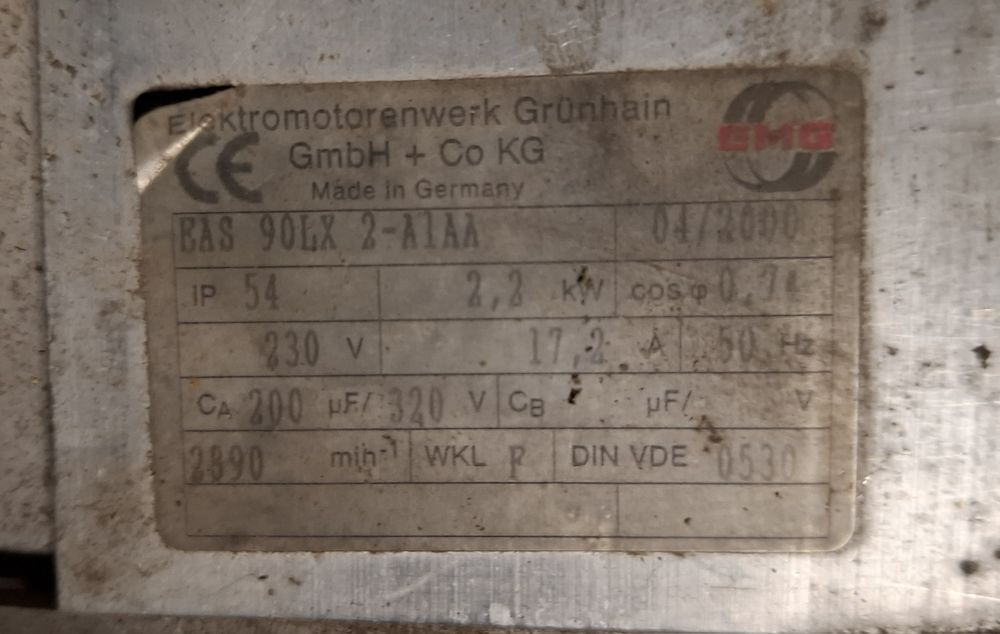 Elektromotorenwerk Grünhain
GmbH + Co KG
EMG
CE
Made in Germany
EAS 90LX 2-A1AA 04/2000
IP 54 2,2 kW cos φ
230 V 17,2 A 50 Hz
CA 200 µF/ 320 V CB µF/ V
2890 min-1 WKL F DIN VDE 0530